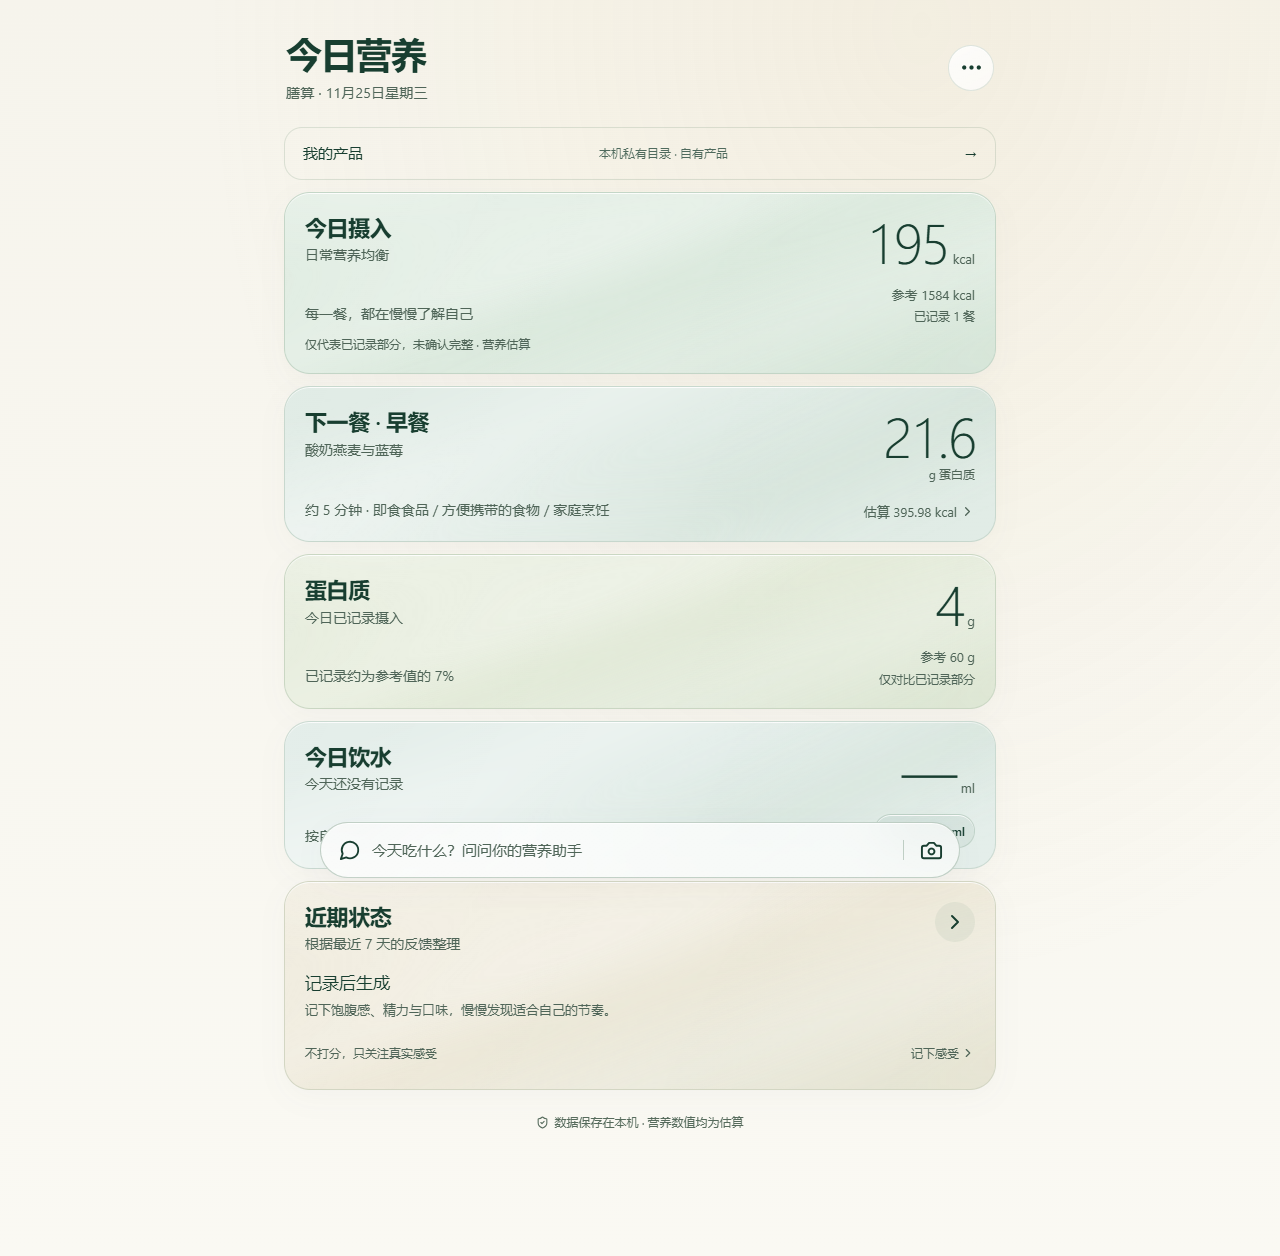 今日营养
膳算 · 11月25日星期三
我的产品
本机私有目录 · 自有产品
→
今日摄入
日常营养均衡
195 kcal
参考 1584 kcal
已记录 1 餐
每一餐，都在慢慢了解自己
仅代表已记录部分，未确认完整 · 营养估算
下一餐 · 早餐
酸奶燕麦与蓝莓
21.6
g 蛋白质
约 5 分钟 · 即食食品 / 方便携带的食物 / 家庭烹饪
估算 395.98 kcal
蛋白质
今日已记录摄入
4 g
参考 60 g
已记录约为参考值的 7%
仅对比已记录部分
今日饮水
今天还没有记录
— ml
按
ml
今天吃什么？问问你的营养助手
近期状态
根据最近 7 天的反馈整理
记录后生成
记下饱腹感、精力与口味，慢慢发现适合自己的节奏。
不打分，只关注真实感受
记下感受
数据保存在本机 · 营养数值均为估算